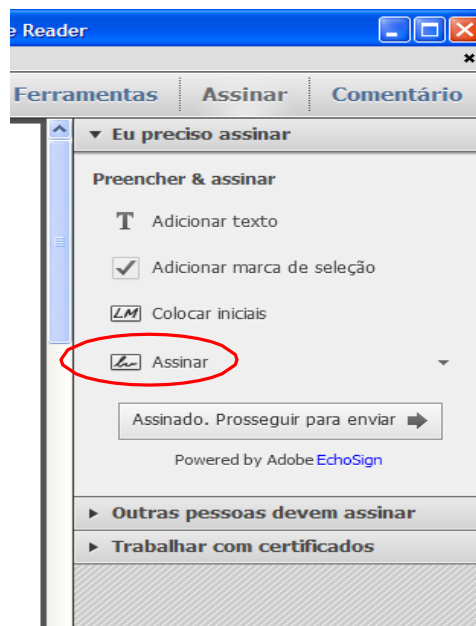 e Reader
Ferramentas Assinar Comentário
Eu preciso assinar
Preencher & assinar
T Adicionar texto
Adicionar marca de seleção
LM Colocar iniciais
Assinar
Assinado. Prosseguir para enviar
Powered by Adobe EchoSign
Outras pessoas devem assinar
Trabalhar com certificados